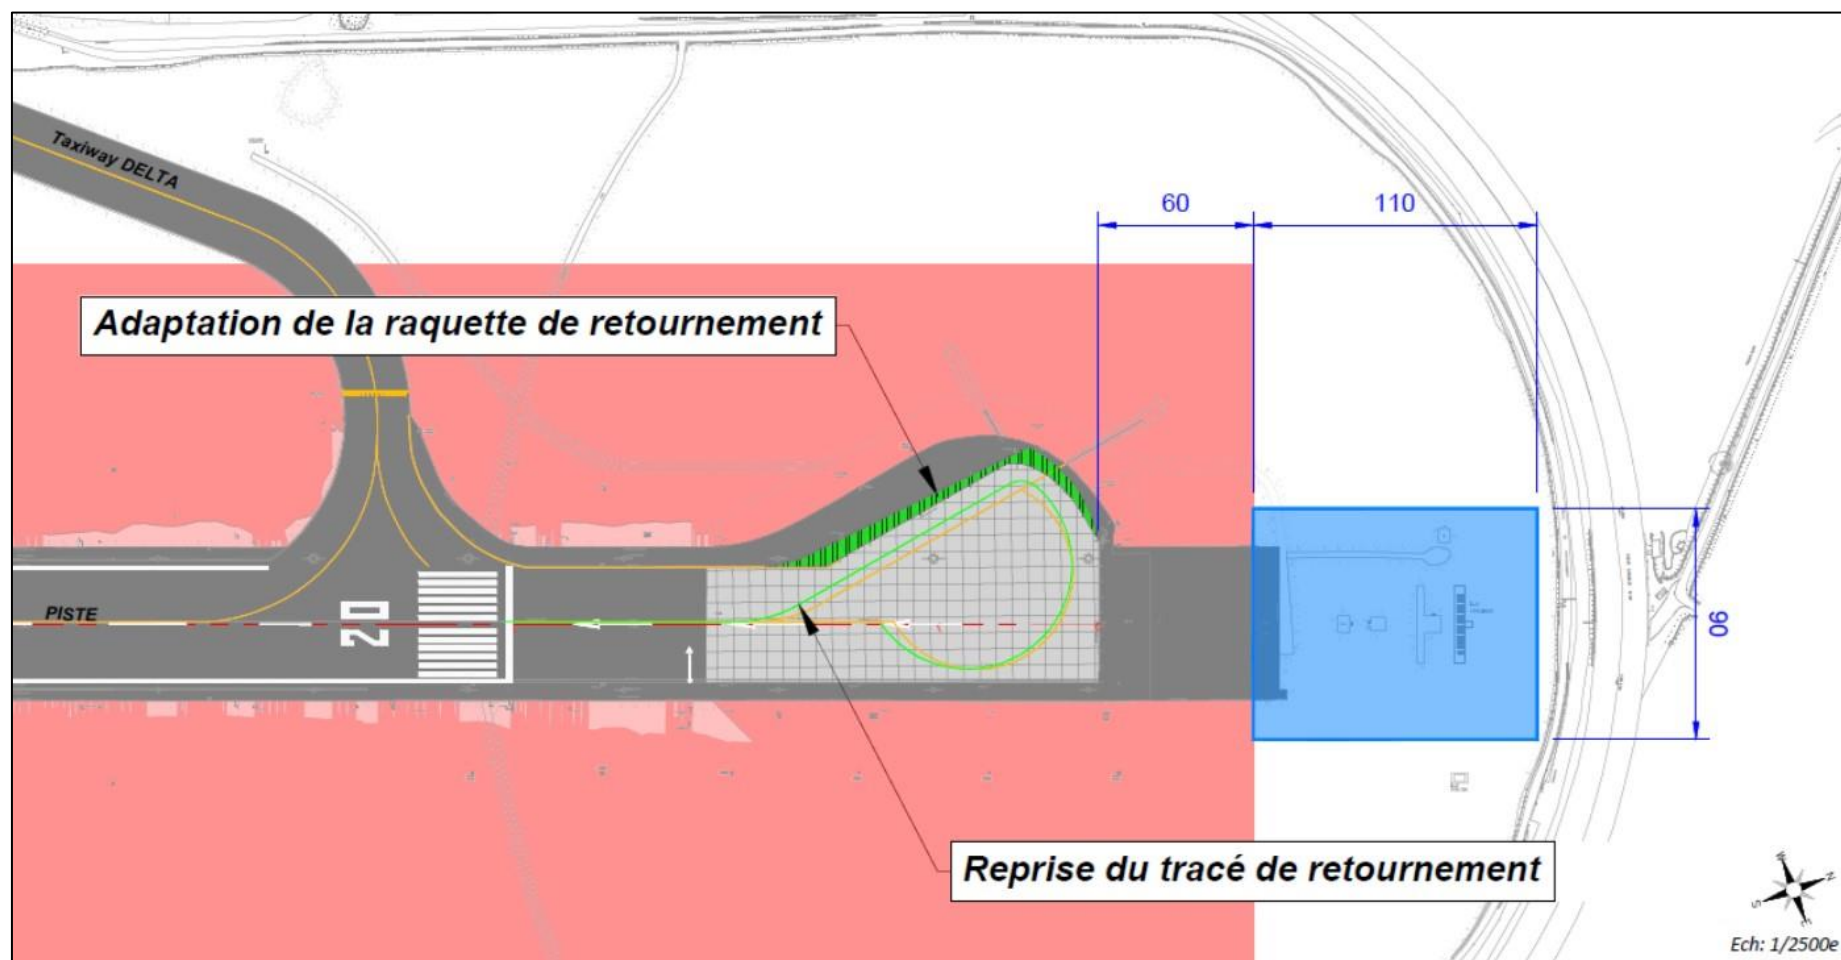 Taxiway DELTA
60
110
Adaptation de la raquette de retournement
PISTE
20
90
Reprise du tracé de retournement
W
N
S
E
Ech: 1/2500e